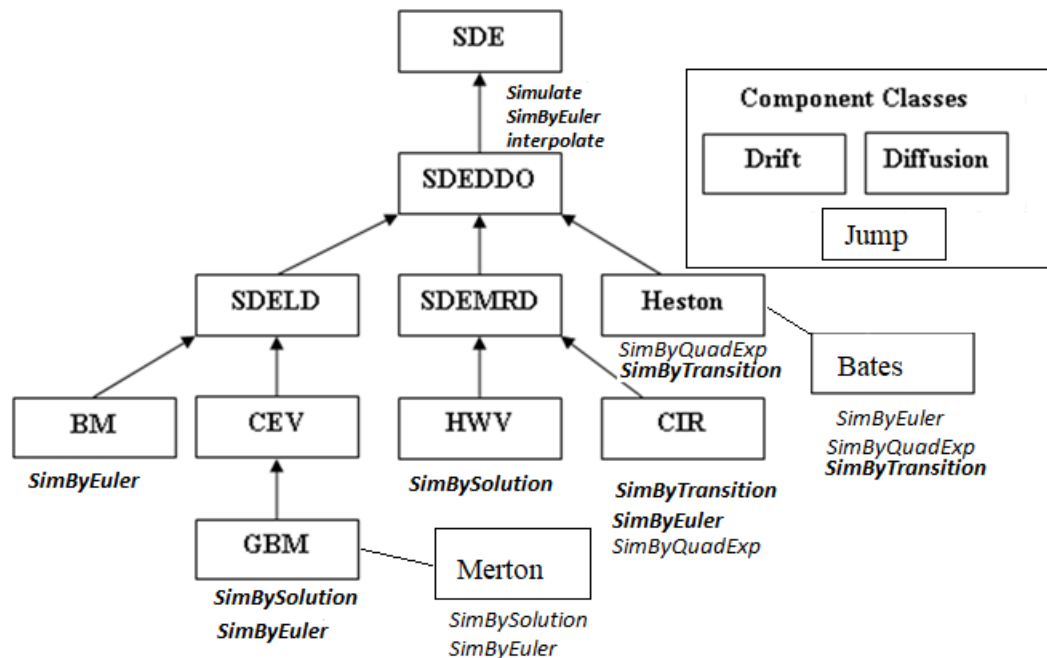 SDE
Simulate
SimByEuler
interpolate
Component Classes
Drift
Diffusion
Jump
SDEDDO
SDELD
SDEMRD
Heston
SimByQuadExp
SimByTransition
Bates
SimByEuler
SimByQuadExp
SimByTransition
BM
SimByEuler
CEV
HWV
SimBySolution
CIR
SimByTransition
SimByEuler
SimByQuadExp
GBM
SimBySolution
SimByEuler
Merton
SimBySolution
SimByEuler